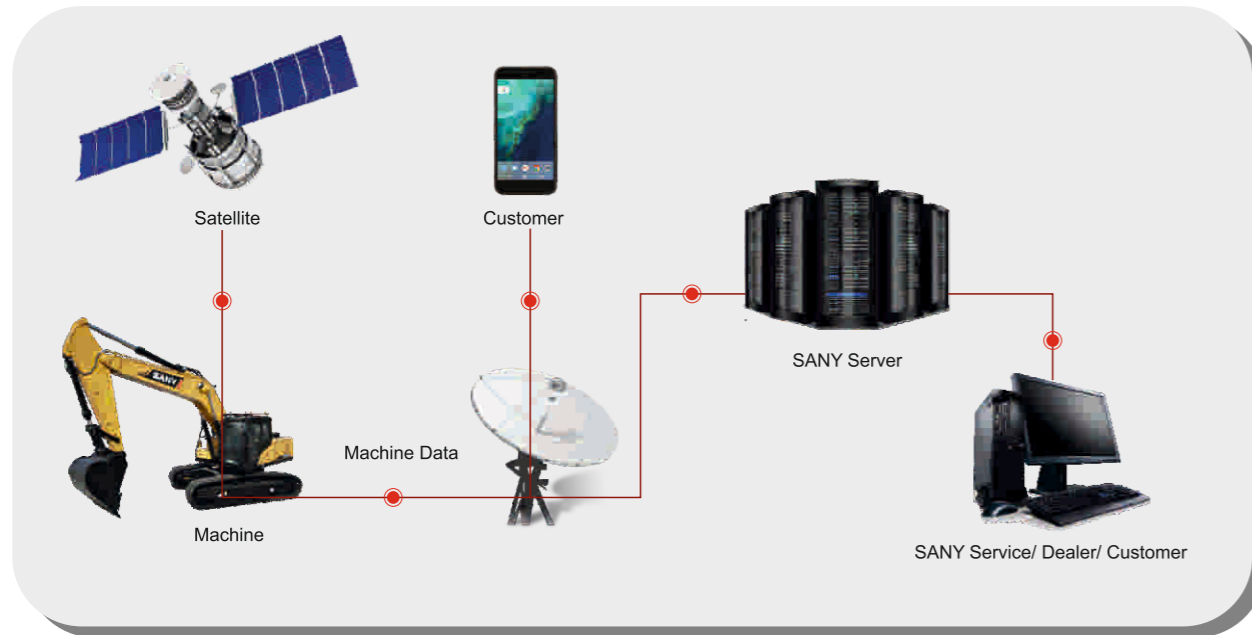 Satellite
Customer
SANY Server
SANY
Machine Data
Machine
SANY Service/ Dealer/ Customer